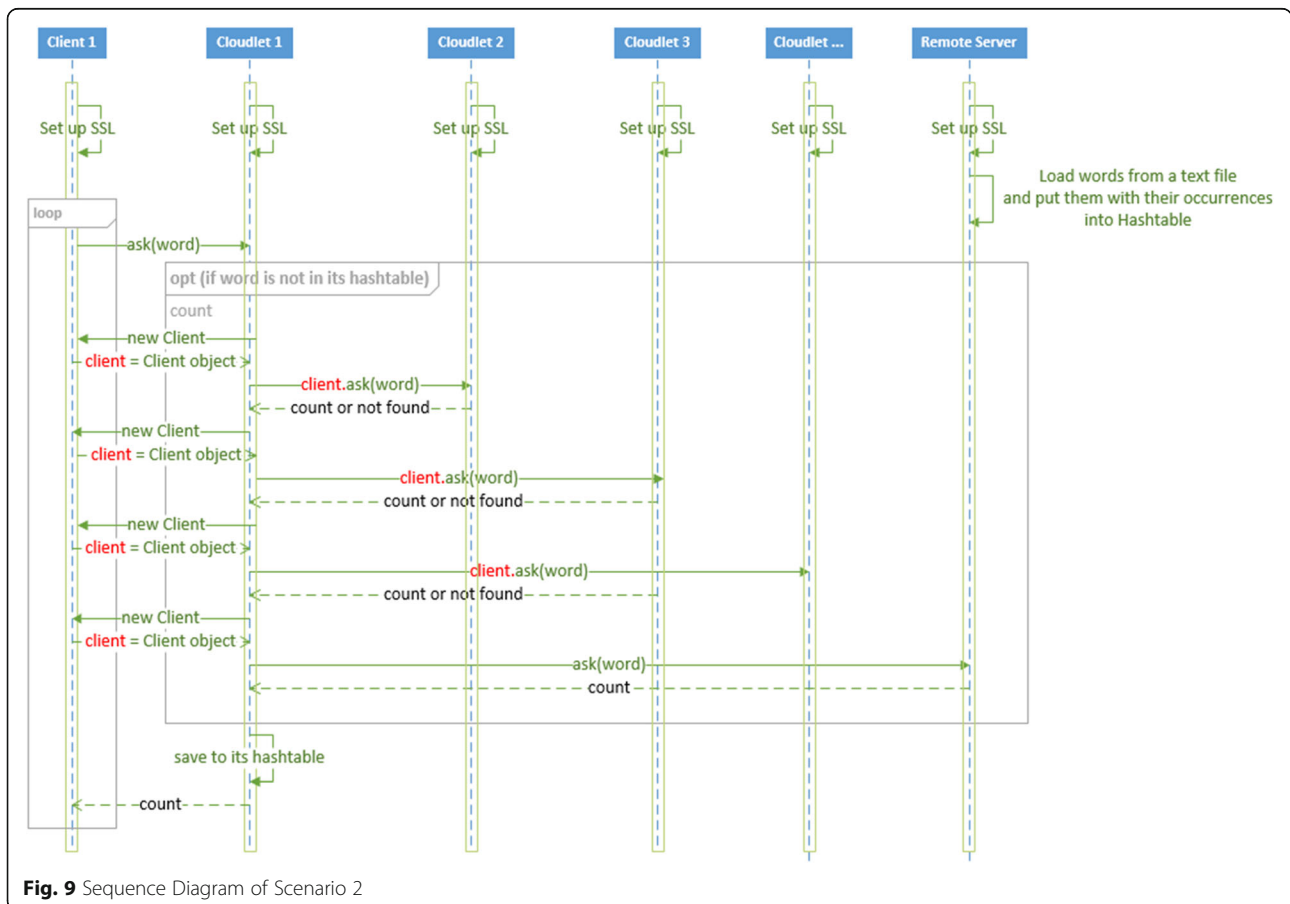 Client 1
Cloudlet 1
Cloudlet 2
Cloudlet 3
Cloudlet ...
Remote Server
Set up SSL
Set up SSL
Set up SSL
Set up SSL
Set up SSL
Set up SSL
Load words from a text file
and put them with their occurrences
into Hashtable
loop
ask(word)
opt (if word is not in its hashtable)
count
new Client
client = Client object
client.ask(word)
count or not found
new Client
client = Client object
client.ask(word)
count or not found
new Client
client = Client object
client.ask(word)
count or not found
new Client
client = Client object
ask(word)
count
save to its hashtable
count
Fig. 9 Sequence Diagram of Scenario 2